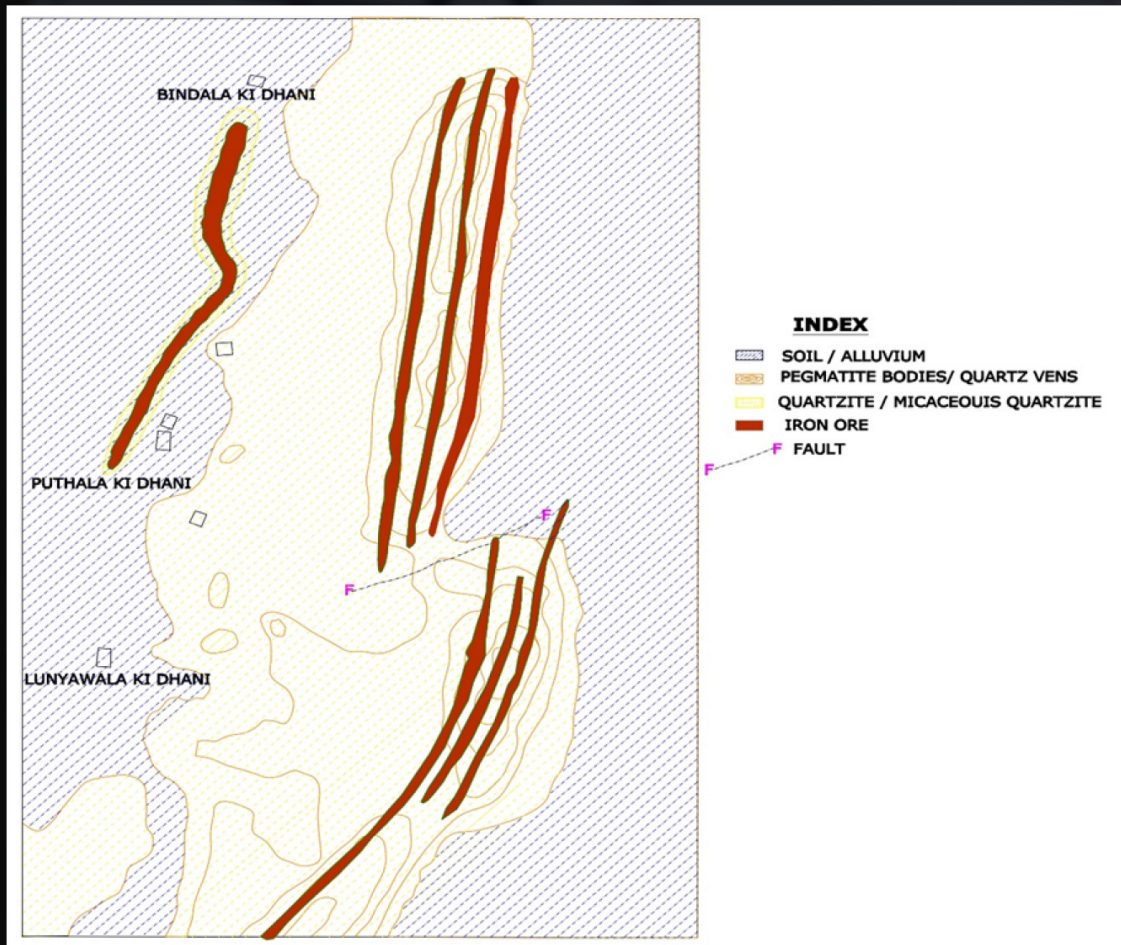 BINDALA KI DHANI
PUTHALA KI DHANI
LUNYAWALA KI DHANI
F
F
INDEX
SOIL / ALLUVIUM
PEGMATITE BODIES/ QUARTZ VENS
QUARTZITE / MICACEOUIS QUARTZITE
IRON ORE
F FAULT
F